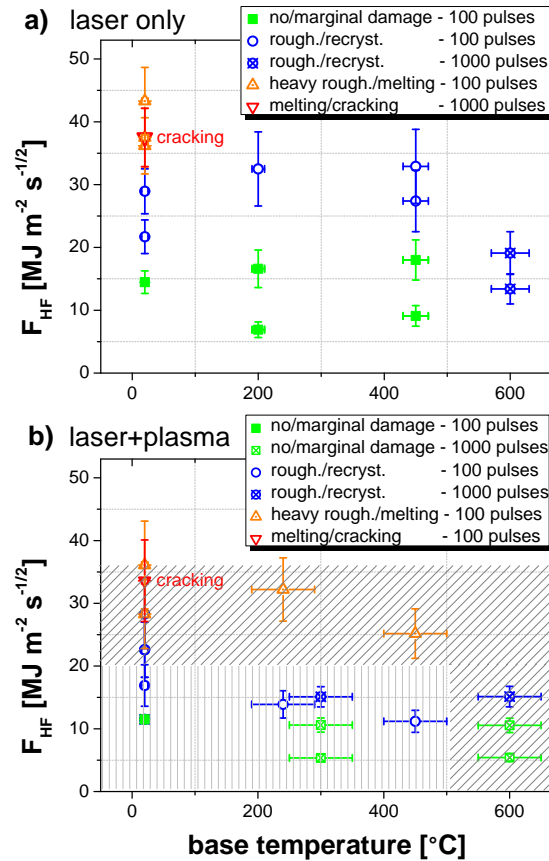 a) laser only
no/marginal damage - 100 pulses
rough./recryst. - 100 pulses
rough./recryst. - 1000 pulses
heavy rough./melting - 100 pulses
melting/cracking - 1000 pulses
cracking
F_HF [MJ m^-2 s^-1/2]
50
40
30
20
10
0
0 200 400 600
b) laser+plasma
no/marginal damage - 100 pulses
no/marginal damage - 1000 pulses
rough./recryst. - 100 pulses
rough./recryst. - 1000 pulses
heavy rough./melting - 100 pulses
melting/cracking - 100 pulses
cracking
F_HF [MJ m^-2 s^-1/2]
50
40
30
20
10
0
0 200 400 600
base temperature [°C]